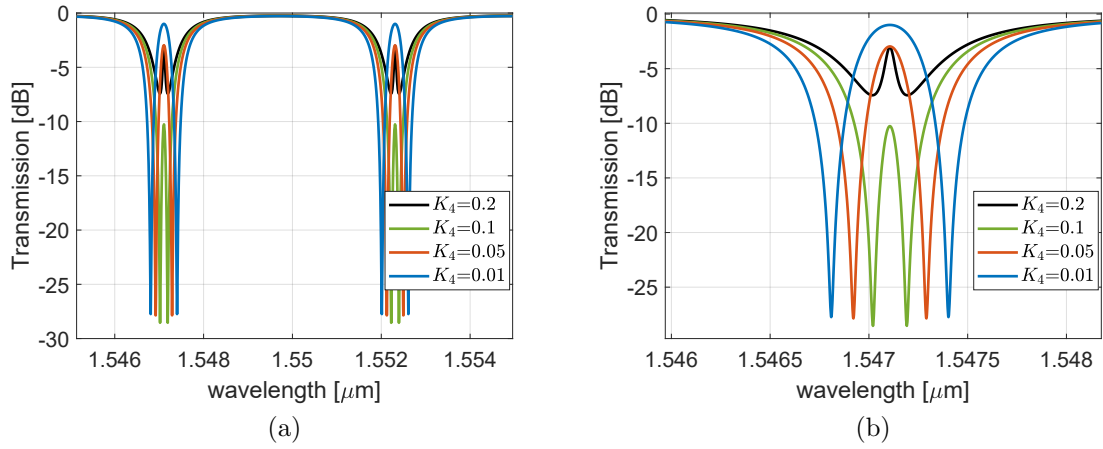 0
-5
-10
-15
-20
-25
-30
Transmission [dB]
K₄=0.2
K₄=0.1
K₄=0.05
K₄=0.01
1.546 1.548 1.55 1.552 1.554
wavelength [μm]
(a)
0
-5
-10
-15
-20
-25
Transmission [dB]
K₄=0.2
K₄=0.1
K₄=0.05
K₄=0.01
1.546 1.5465 1.547 1.5475 1.548
wavelength [μm]
(b)